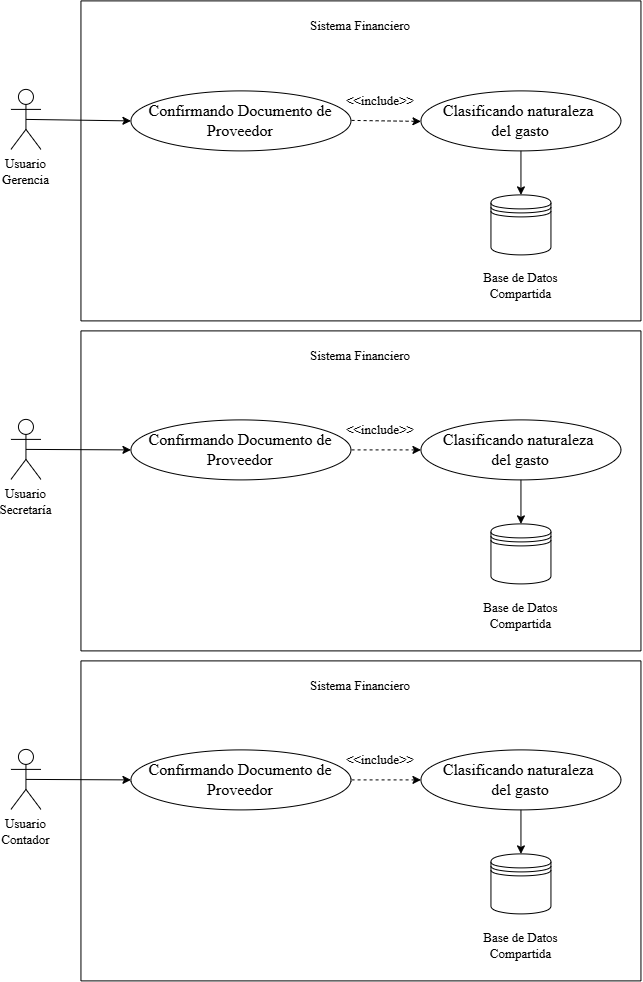 Sistema Financiero
<<include>>
Confirmando Documento de
Proveedor
Clasificando naturaleza
del gasto
Usuario
Gerencia
Base de Datos
Compartida
Sistema Financiero
<<include>>
Confirmando Documento de
Proveedor
Clasificando naturaleza
del gasto
Usuario
Secretaría
Base de Datos
Compartida
Sistema Financiero
<<include>>
Confirmando Documento de
Proveedor
Clasificando naturaleza
del gasto
Usuario
Contador
Base de Datos
Compartida